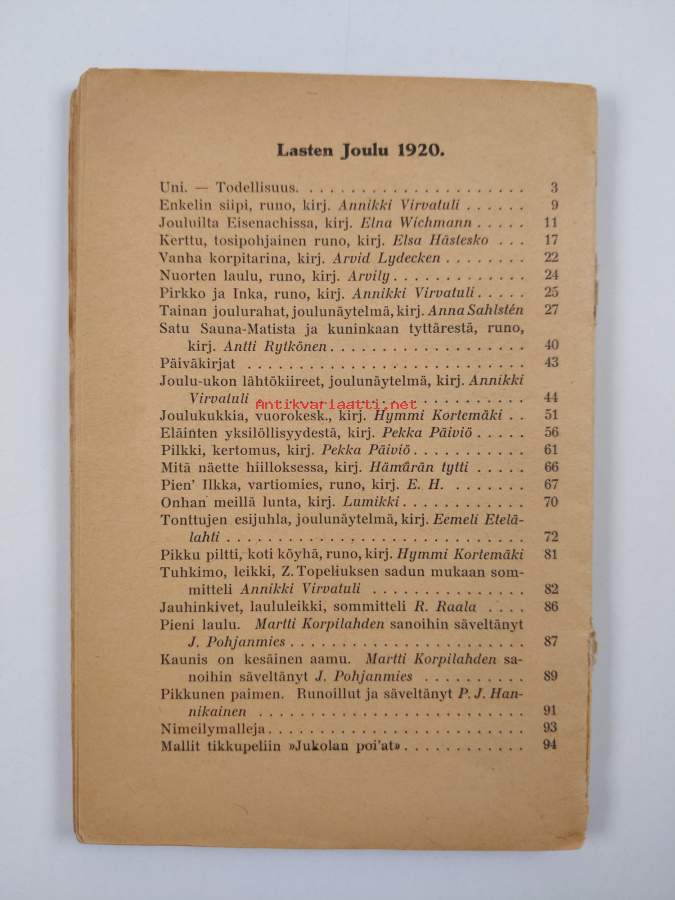 Lasten Joulu 1920.
Uni. — Todellisuus. . . . . . . . . . . . . . . . . . . . . . . 3
Enkelin siipi, runo, kirj. Annikki Virvatuli . . . . . . 9
Jouluilta Eisenachissa, kirj. Elna Wichmann . . . . . 11
Kerttu, tosipohjainen runo, kirj. Elsa Hästesko . . . 17
Vanha korpitarina, kirj. Arvid Lydecken . . . . . . . . 22
Nuorten laulu, runo, kirj. Arvily . . . . . . . . . . . . . 24
Pirkko ja Inka, runo, kirj. Annikki Virvatuli . . . . . 25
Tainan joulurahat, joulunäytelmä, kirj. Anna Sahlstén 27
Satu Sauna-Matista ja kuninkaan tyttärestä, runo,
kirj. Antti Rytkönen . . . . . . . . . . . . . . . . . . . 40
Päiväkirjat . . . . . . . . . . . . . . . . . . . . . . . . . . . 43
Joulu-ukon lähtökiireet, joulunäytelmä, kirj. Annikki
Virvatuli . . . . . . . . . . . . . . . . . . . . . . . . . . 44
Antikvariaatti.net
Joulukukkia, vuorokesk., kirj. Hymmi Kortemäki . . 51
Eläinten yksilöllisyydestä, kirj. Pekka Päiviö . . . . . 56
Pilkki, kertomus, kirj. Pekka Päiviö . . . . . . . . . . . 61
Mitä näette hiilloksessa, kirj. Hämärän tytti . . . . . 66
Pien' Ilkka, vartiomies, runo, kirj. E. H. . . . . . . . 67
Onhan meillä lunta, kirj. Lumikki . . . . . . . . . . . . 70
Tonttujen esijuhla, joulunäytelmä, kirj. Eemeli Etelä-
lahti . . . . . . . . . . . . . . . . . . . . . . . . . . . . . 72
Pikku piltti, koti köyhä, runo, kirj. Hymmi Kortemäki 81
Tuhkimo, leikki, Z. Topeliuksen sadun mukaan som-
mitteli Annikki Virvatuli . . . . . . . . . . . . . . . 82
Jauhinkivet, laululeikki, sommitteli R. Raala . . . . 86
Pieni laulu. Martti Korpilahden sanoihin säveltänyt
J. Pohjanmies . . . . . . . . . . . . . . . . . . . . . . . 87
Kaunis on kesäinen aamu. Martti Korpilahden sa-
noihin säveltänyt J. Pohjanmies . . . . . . . . . . 89
Pikkunen paimen. Runoillut ja säveltänyt P. J. Han-
nikainen . . . . . . . . . . . . . . . . . . . . . . . . . . 91
Nimeilymalleja . . . . . . . . . . . . . . . . . . . . . . . . . 93
Mallit tikkupeliin »Jukolan poi'at» . . . . . . . . . . . . 94